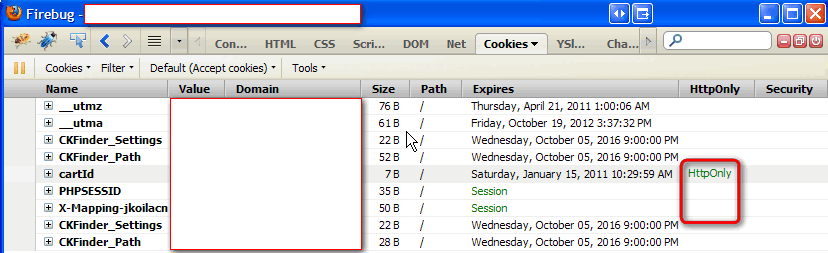 Firebug -
Con... HTML CSS Scri... DOM Net Cookies YSl... Cha...
Cookies Filter Default (Accept cookies) Tools
Name Value Domain Size Path Expires HttpOnly Security
__utmz 76 B / Thursday, April 21, 2011 1:00:06 AM
__utma 61 B / Friday, October 19, 2012 3:37:32 PM
CKFinder_Settings 22 B / Wednesday, October 05, 2016 9:00:00 PM
CKFinder_Path 52 B / Wednesday, October 05, 2016 9:00:00 PM
cartId 7 B / Saturday, January 15, 2011 10:29:59 AM HttpOnly
PHPSESSID 35 B / Session
X-Mapping-jkoilacn 50 B / Session
CKFinder_Settings 22 B / Wednesday, October 05, 2016 9:00:00 PM
CKFinder_Path 28 B / Wednesday, October 05, 2016 9:00:00 PM